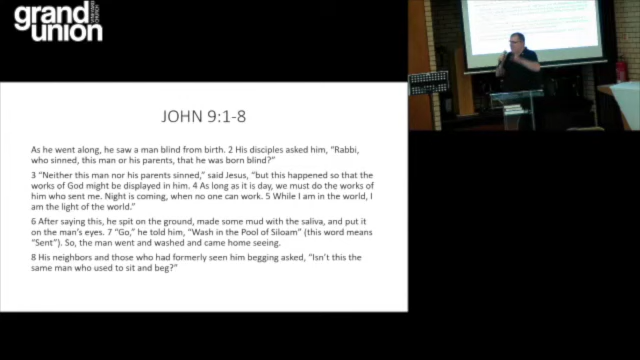 grand
union
JOHN 9:1-8
As he went along, he saw a man blind from birth. 2 His disciples asked him, “Rabbi,
who sinned, this man or his parents, that he was born blind?”
3 “Neither this man nor his parents sinned,” said Jesus, “but this happened so that the
works of God might be displayed in him. 4 As long as it is day, we must do the works of
him who sent me. Night is coming, when no one can work. 5 While I am in the world, I
am the light of the world.”
6 After saying this, he spit on the ground, made some mud with the saliva, and put it
on the man’s eyes. 7 “Go,” he told him, “Wash in the Pool of Siloam” (this word means
“Sent”). So, the man went and washed and came home seeing.
8 His neighbors and those who had formerly seen him begging asked, “Isn’t this the
same man who used to sit and beg?”